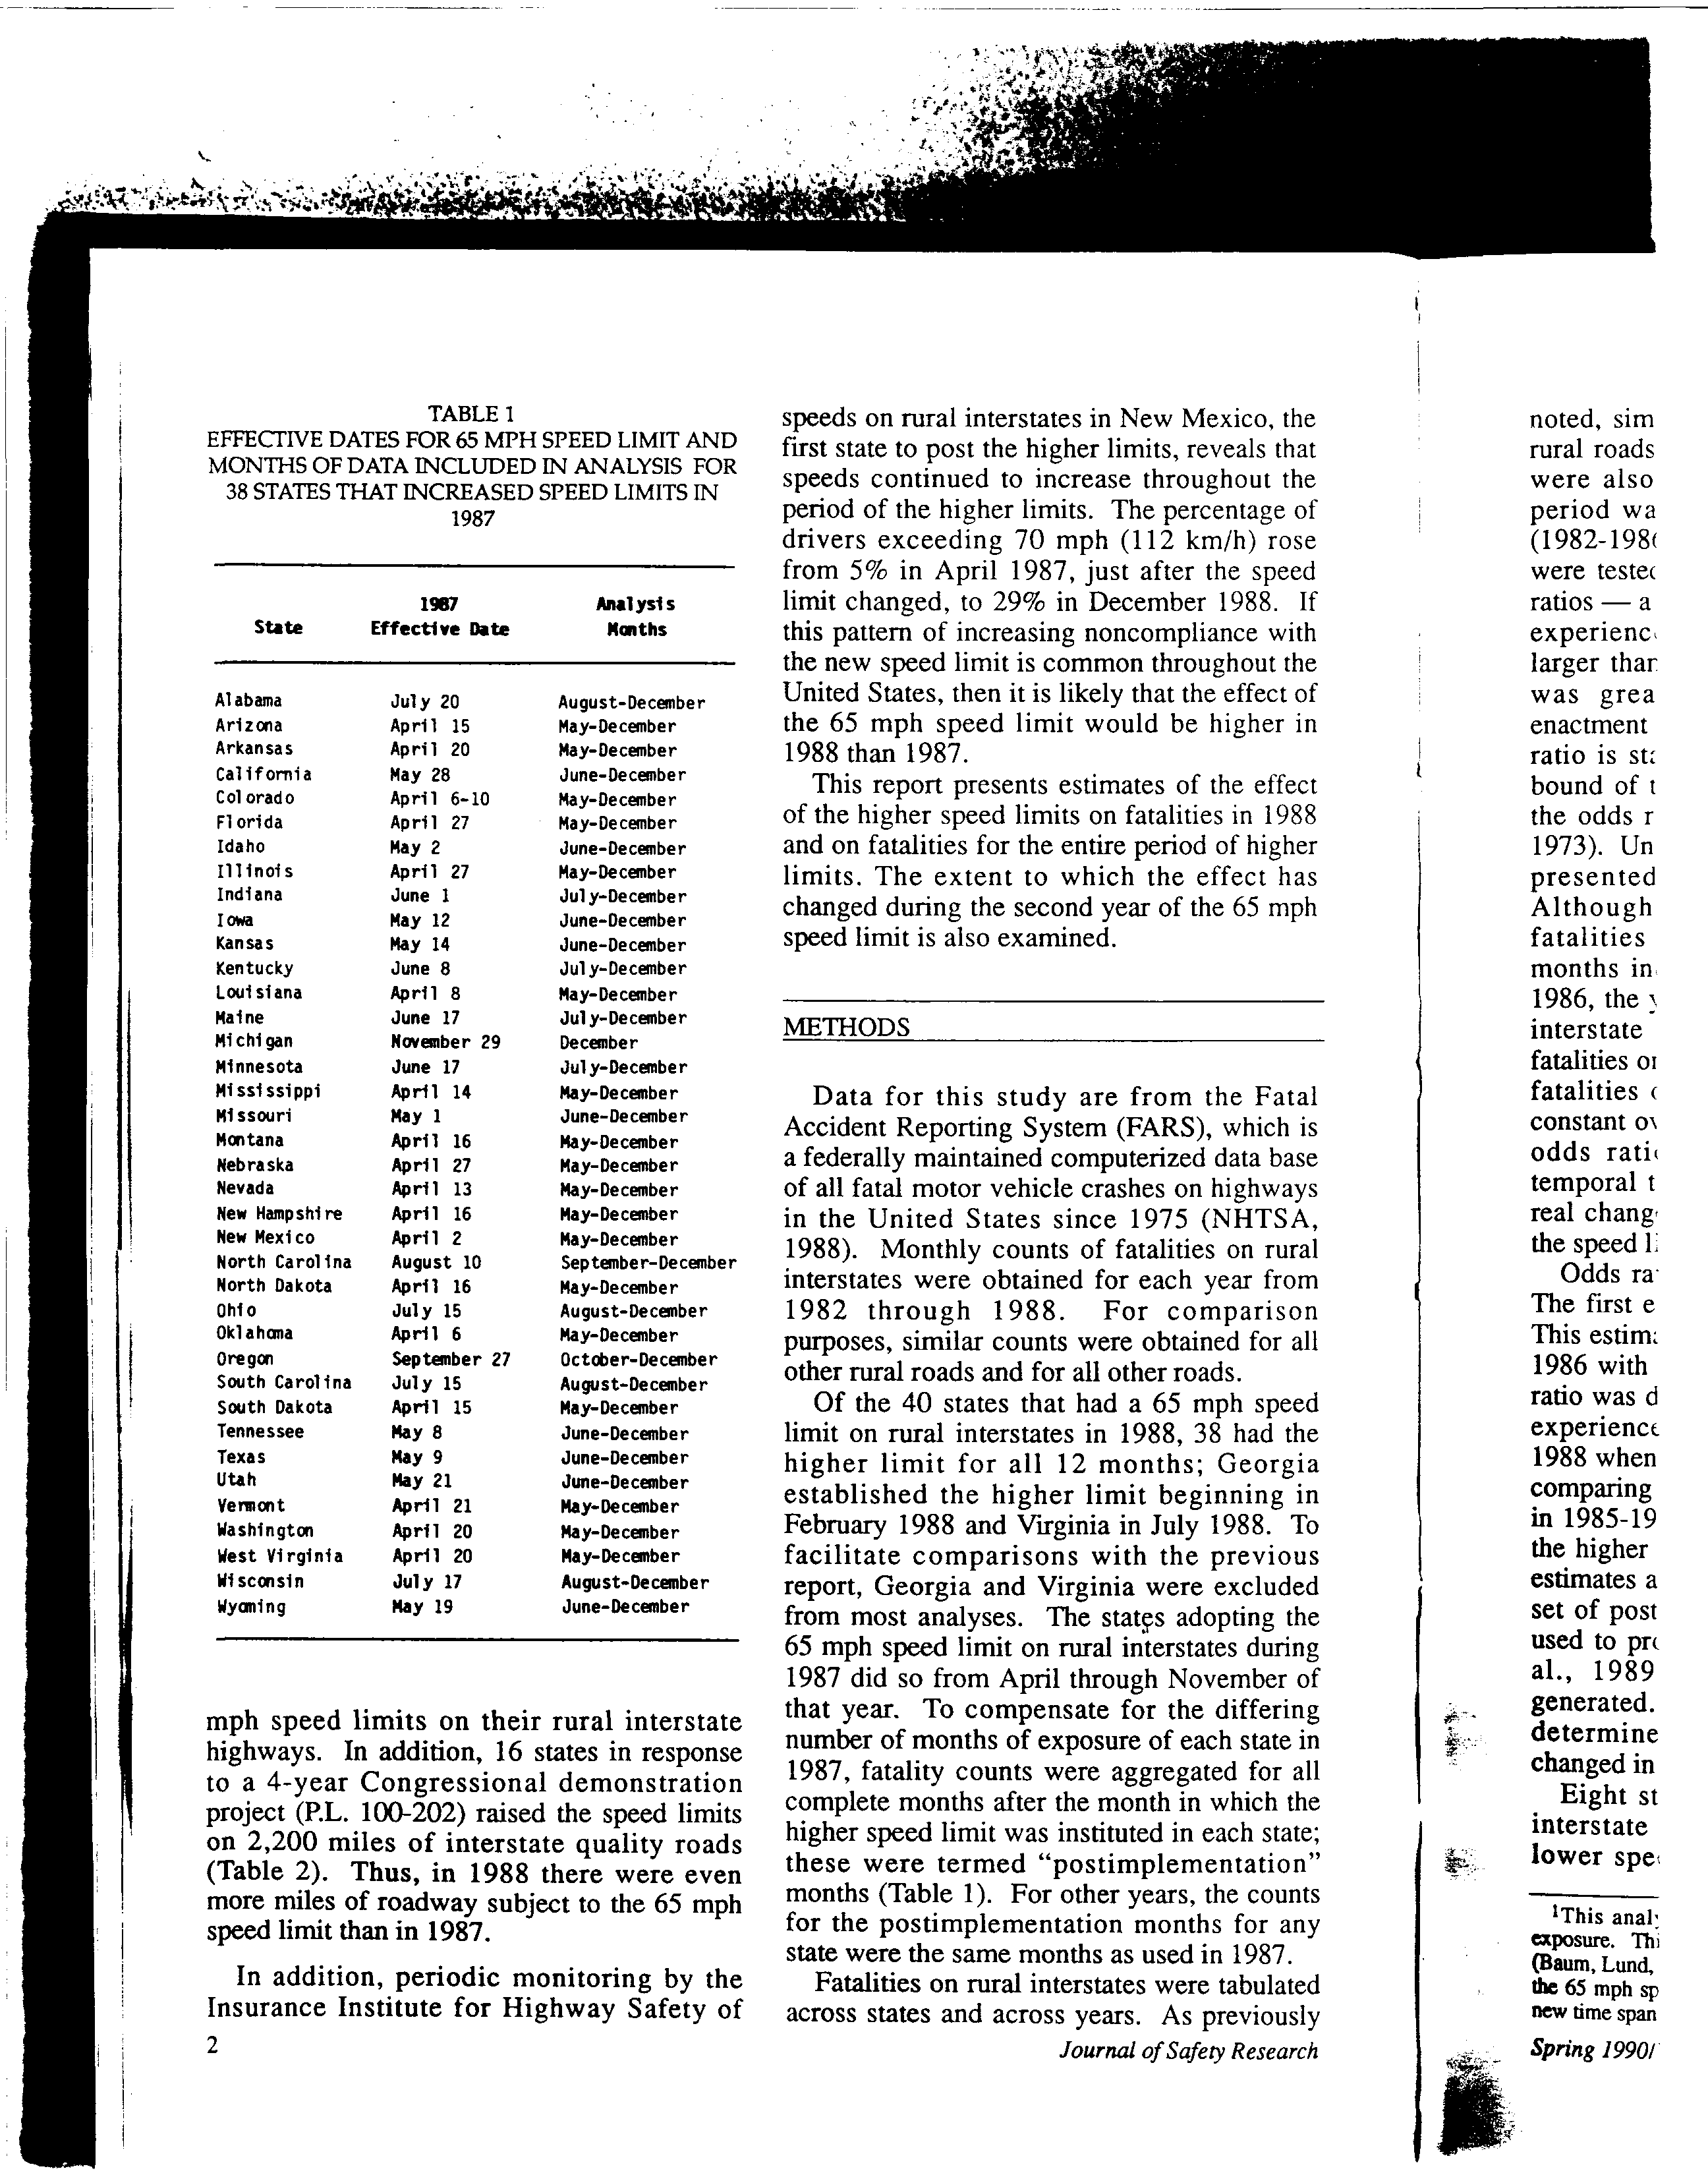 TABLE 1
EFFECTIVE DATES FOR 65 MPH SPEED LIMIT AND
MONTHS OF DATA INCLUDED IN ANALYSIS FOR
38 STATES THAT INCREASED SPEED LIMITS IN
1987
1987 Analysis
State Effective Date Months
Alabama July 20 August-December
Arizona April 15 May-December
Arkansas April 20 May-December
California May 28 June-December
Colorado April 6-10 May-December
Florida April 27 May-December
Idaho May 2 June-December
Illinois April 27 May-December
Indiana June 1 July-December
Iowa May 12 June-December
Kansas May 14 June-December
Kentucky June 8 July-December
Louisiana April 8 May-December
Maine June 17 July-December
Michigan November 29 December
Minnesota June 17 July-December
Mississippi April 14 May-December
Missouri May 1 June-December
Montana April 16 May-December
Nebraska April 27 May-December
Nevada April 13 May-December
New Hampshire April 16 May-December
New Mexico April 2 May-December
North Carolina August 10 September-December
North Dakota April 16 May-December
Ohio July 15 August-December
Oklahoma April 6 May-December
Oregon September 27 October-December
South Carolina July 15 August-December
South Dakota April 15 May-December
Tennessee May 8 June-December
Texas May 9 June-December
Utah May 21 June-December
Vermont April 21 May-December
Washington April 20 May-December
West Virginia April 20 May-December
Wisconsin July 17 August-December
Wyoming May 19 June-December
mph speed limits on their rural interstate
highways. In addition, 16 states in response
to a 4-year Congressional demonstration
project (P.L. 100-202) raised the speed limits
on 2,200 miles of interstate quality roads
(Table 2). Thus, in 1988 there were even
more miles of roadway subject to the 65 mph
speed limit than in 1987.
In addition, periodic monitoring by the
Insurance Institute for Highway Safety of
2
speeds on rural interstates in New Mexico, the
first state to post the higher limits, reveals that
speeds continued to increase throughout the
period of the higher limits. The percentage of
drivers exceeding 70 mph (112 km/h) rose
from 5% in April 1987, just after the speed
limit changed, to 29% in December 1988. If
this pattern of increasing noncompliance with
the new speed limit is common throughout the
United States, then it is likely that the effect of
the 65 mph speed limit would be higher in
1988 than 1987.
This report presents estimates of the effect
of the higher speed limits on fatalities in 1988
and on fatalities for the entire period of higher
limits. The extent to which the effect has
changed during the second year of the 65 mph
speed limit is also examined.
METHODS
Data for this study are from the Fatal
Accident Reporting System (FARS), which is
a federally maintained computerized data base
of all fatal motor vehicle crashes on highways
in the United States since 1975 (NHTSA,
1988). Monthly counts of fatalities on rural
interstates were obtained for each year from
1982 through 1988. For comparison
purposes, similar counts were obtained for all
other rural roads and for all other roads.
Of the 40 states that had a 65 mph speed
limit on rural interstates in 1988, 38 had the
higher limit for all 12 months; Georgia
established the higher limit beginning in
February 1988 and Virginia in July 1988. To
facilitate comparisons with the previous
report, Georgia and Virginia were excluded
from most analyses. The states adopting the
65 mph speed limit on rural interstates during
1987 did so from April through November of
that year. To compensate for the differing
number of months of exposure of each state in
1987, fatality counts were aggregated for all
complete months after the month in which the
higher speed limit was instituted in each state;
these were termed “postimplementation”
months (Table 1). For other years, the counts
for the postimplementation months for any
state were the same months as used in 1987.
Fatalities on rural interstates were tabulated
across states and across years. As previously
Journal of Safety Research
noted, sim
rural roads
were also
period wa
(1982-198
were teste
ratios — a
experienc
larger than
was grea
enactment
ratio is
bound of t
the odds r
1973). Un
presented
Although
fatalities
months in
1986, the
interstate
fatalities
fatalities
constant
odds
temporal t
real
the speed
Odds
The first e
This
1986 with
ratio was d
experience
1988 when
comparing
in 1985-19
the higher
estimates a
set of post
used to
al., 1989
generated.
determine
changed in
Eight st
interstate
lower
1This
exposure.
(Baum, Lund,
the 65 mph sp
new time span
Spring 1990/